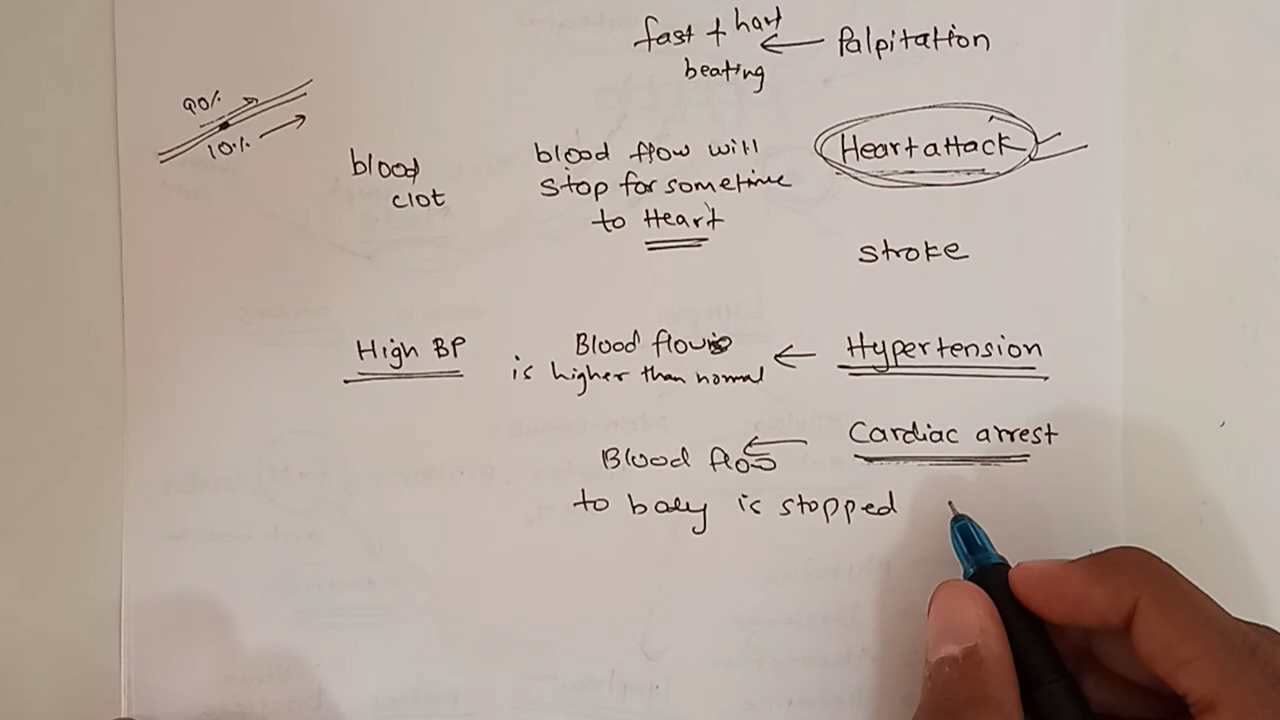 fast + hart ← Palpitation
beating
90%
10%
blood
clot
blood flow will
stop for sometime
to Heart
Heart attack
stroke
High BP
Blood flow is
is higher than normal
← Hypertension
Cardiac arrest
← Blood flow
to body is stopped